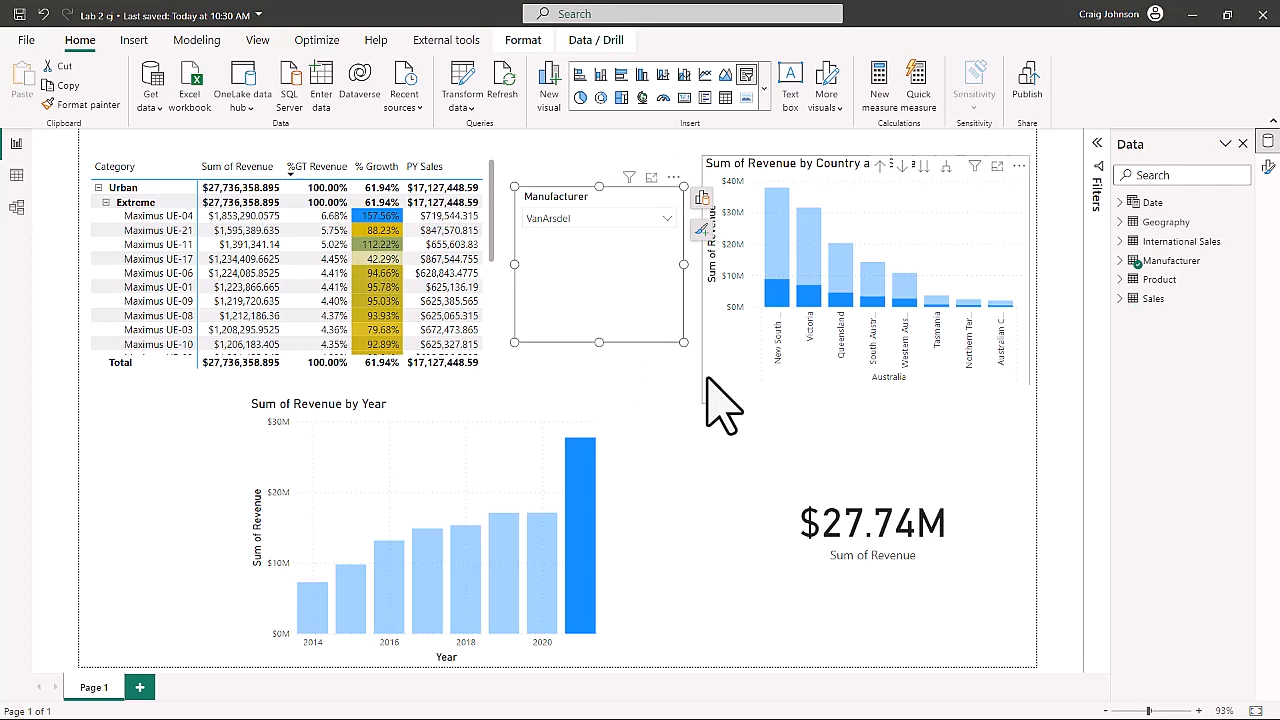 Lab 2 cj • Last saved: Today at 10:30 AM
Search
Craig Johnson
File Home Insert Modeling View Optimize Help External tools Format Data / Drill
Paste
Cut
Copy
Format painter
Clipboard
Get data
Excel workbook
OneLake data hub
SQL Server
Enter data
Dataverse
Recent sources
Data
Transform data
Refresh
Queries
New visual
Text box
More visuals
Insert
New measure
Quick measure
Calculations
Sensitivity
Sensitivity
Publish
Share
Category Sum of Revenue %GT Revenue % Growth PY Sales
Urban $27,736,358.895 100.00% 61.94% $17,127,448.59
Extreme $27,736,358.895 100.00% 61.94% $17,127,448.59
Maximus UE-04 $1,853,290.0575 6.68% 157.56% $719,544.315
Maximus UE-21 $1,595,389.635 5.75% 88.23% $847,570.815
Maximus UE-11 $1,391,341.14 5.02% 112.22% $655,603.83
Maximus UE-17 $1,234,409.6625 4.45% 42.29% $867,544.755
Maximus UE-06 $1,224,085.8525 4.41% 94.66% $628,843.4775
Maximus UE-01 $1,223,866.665 4.41% 95.78% $625,136.19
Maximus UE-09 $1,219,720.635 4.40% 95.03% $625,385.565
Maximus UE-08 $1,212,186.36 4.37% 93.93% $625,065.315
Maximus UE-03 $1,208,295.9525 4.36% 79.68% $672,473.865
Maximus UE-10 $1,206,183.405 4.35% 92.89% $625,327.815
Total $27,736,358.895 100.00% 61.94% $17,127,448.59
Manufacturer
VanArsdel
Sum of Revenue by Country a
Sum of Revenue
$40M
$30M
$20M
$10M
$0M
New South ...
Victoria
Queensland
South Austr...
Western Aus...
Tasmania
Northern Ter...
Australian C...
Australia
Sum of Revenue by Year
Sum of Revenue
$30M
$20M
$10M
$0M
2014 2016 2018 2020
Year
$27.74M
Sum of Revenue
Filters
Data
Search
Date
Geography
International Sales
Manufacturer
Product
Sales
Page 1
Page 1 of 1
93%